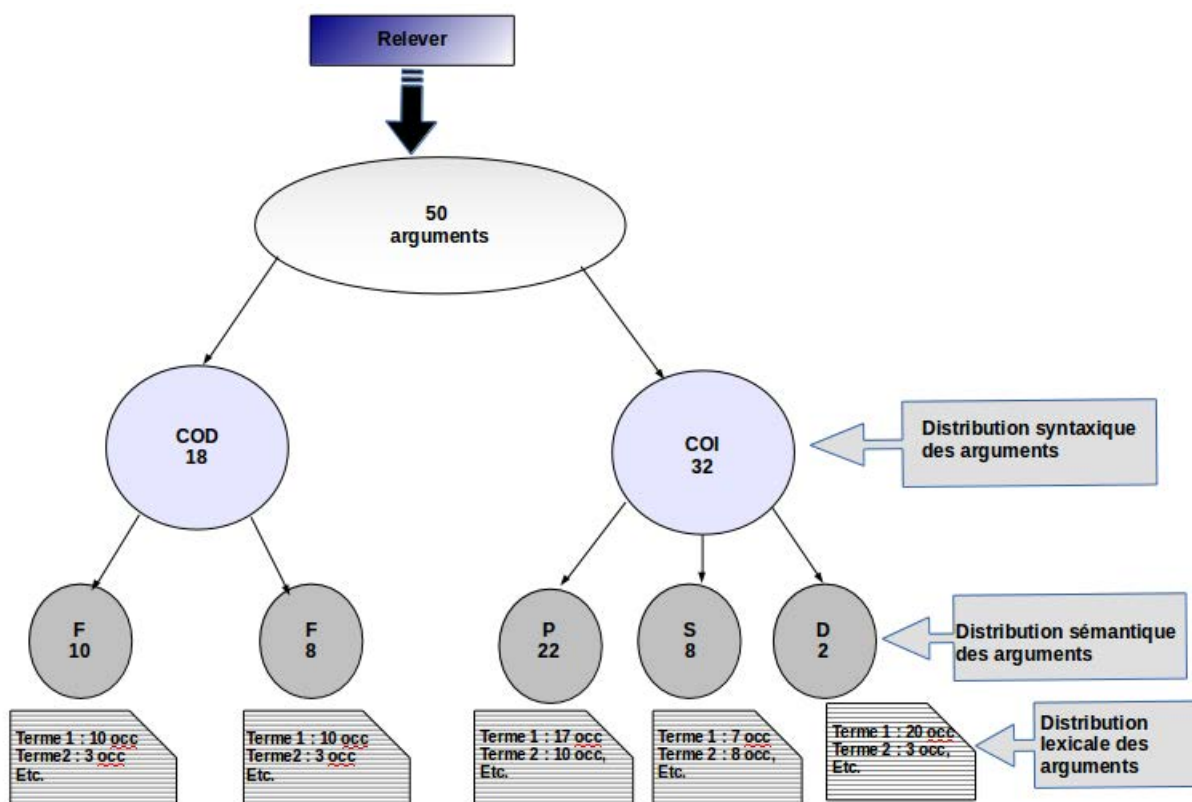 Relever
50
arguments
COD
18
COI
32
Distribution syntaxique
des arguments
F
10
F
8
P
22
S
8
D
2
Distribution sémantique
des arguments
Terme 1 : 10 occ
Terme2 : 3 occ
Etc.
Terme 1 : 10 occ
Terme2 : 3 occ
Etc.
Terme 1 : 17 occ
Terme 2 : 10 occ,
Etc.
Terme 1 : 7 occ
Terme 2 : 8 occ,
Etc.
Terme 1 : 20 occ
Terme 2 : 3 occ,
Etc.
Distribution
lexicale des
arguments